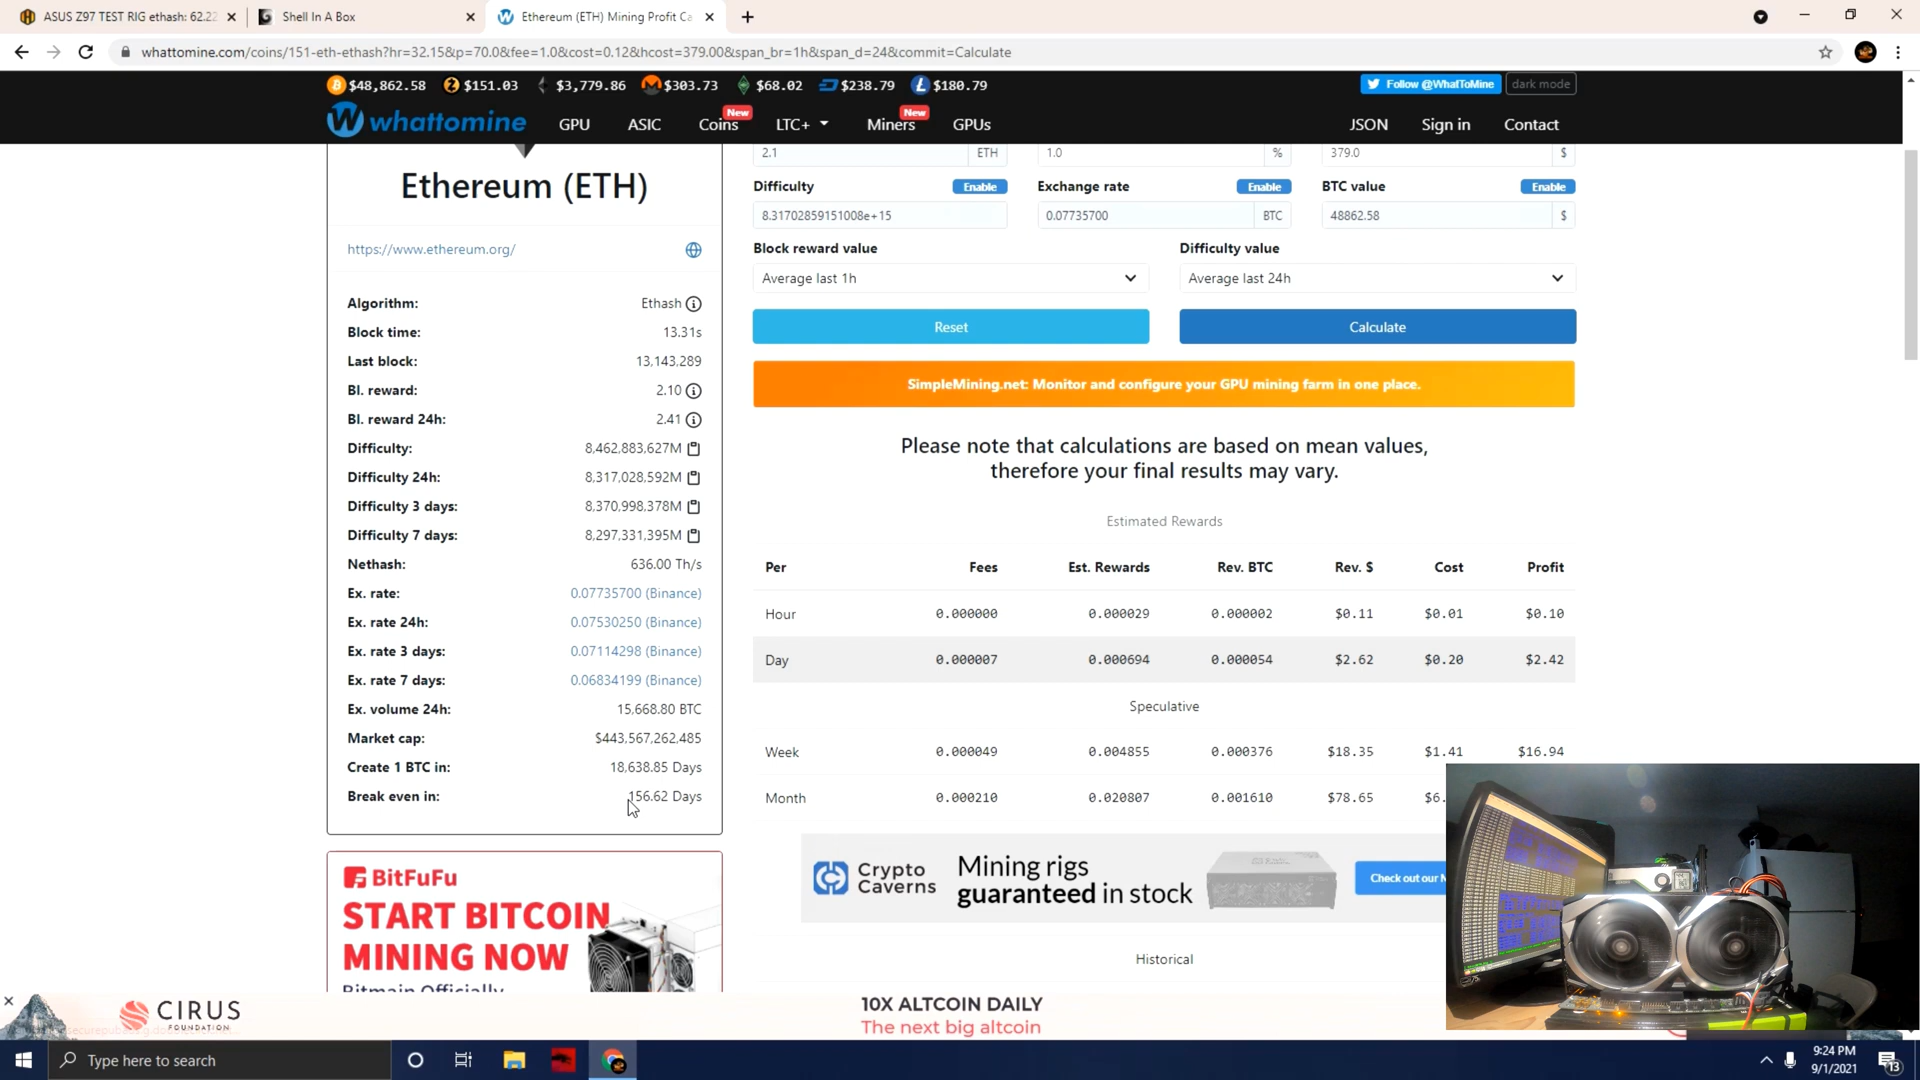 ASUS Z97 TEST RIG ethash: 62.22
Shell In A Box
Ethereum (ETH) Mining Profit Ca
whattomine.com/coins/151-eth-ethash?hr=32.15&p=70.0&fee=1.0&cost=0.12&hcost=379.00&span_br=1h&span_d=24&commit=Calculate
$48,862.58 $151.03 $3,779.86 $303.73 $68.02 $238.79 $180.79
Follow @WhatToMine
dark mode
whattomine
GPU ASIC Coins New LTC+ Miners New GPUs
JSON Sign in Contact
Ethereum (ETH)
https://www.ethereum.org/
Algorithm: Ethash
Block time: 13.31s
Last block: 13,143,289
Bl. reward: 2.10
Bl. reward 24h: 2.41
Difficulty: 8,462,883,627M
Difficulty 24h: 8,317,028,592M
Difficulty 3 days: 8,370,998,378M
Difficulty 7 days: 8,297,331,395M
Nethash: 636.00 Th/s
Ex. rate: 0.07735700 (Binance)
Ex. rate 24h: 0.07530250 (Binance)
Ex. rate 3 days: 0.07114298 (Binance)
Ex. rate 7 days: 0.06834199 (Binance)
Ex. volume 24h: 15,668.80 BTC
Market cap: $443,567,262,485
Create 1 BTC in: 18,638.85 Days
Break even in: 156.62 Days
BitFuFu
START BITCOIN
MINING NOW
Bitmain Officially
2.1 ETH 1.0 % 379.0 $
Difficulty Enable Exchange rate Enable BTC value Enable
8.31702859151008e+15 0.07735700 BTC 48862.58 $
Block reward value Difficulty value
Average last 1h Average last 24h
Reset Calculate
SimpleMining.net: Monitor and configure your GPU mining farm in one place.
Please note that calculations are based on mean values,
therefore your final results may vary.
Estimated Rewards
Per Fees Est. Rewards Rev. BTC Rev. $ Cost Profit
Hour 0.000000 0.000029 0.000002 $0.11 $0.01 $0.10
Day 0.000007 0.000694 0.000054 $2.62 $0.20 $2.42
Speculative
Week 0.000049 0.004855 0.000376 $18.35 $1.41 $16.94
Month 0.000210 0.020807 0.001610 $78.65 $6.
Crypto
Caverns
Mining rigs
guaranteed in stock
Check out our
Historical
CIRUS
FOUNDATION
10X ALTCOIN DAILY
The next big altcoin
Type here to search
9:24 PM
9/1/2021
13